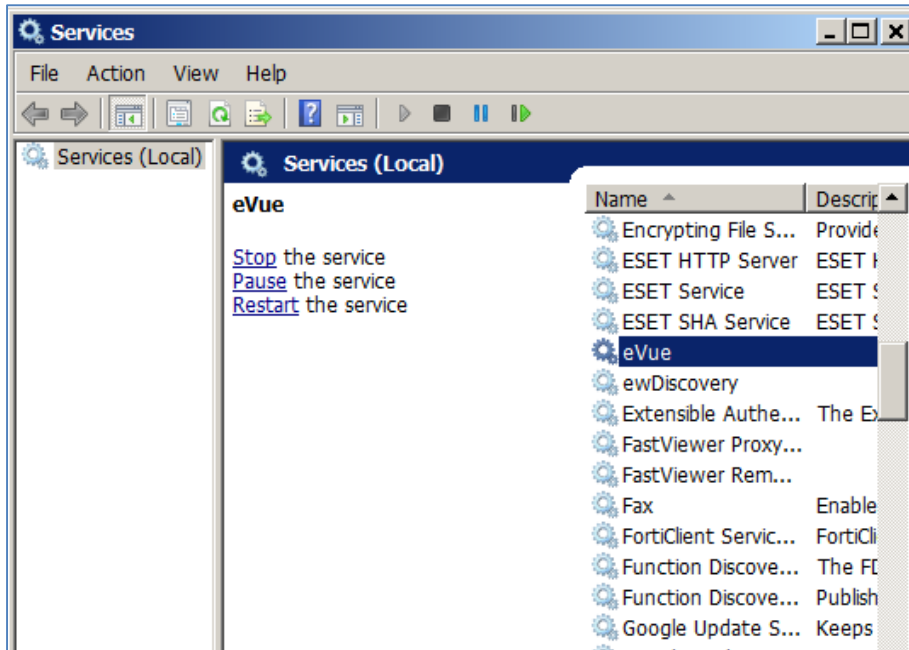 Services
File Action View Help
Services (Local)
Services (Local)
eVue
Stop the service
Pause the service
Restart the service
Name Descrip
Encrypting File S... Provide
ESET HTTP Server ESET H
ESET Service ESET S
ESET SHA Service ESET S
eVue
ewDiscovery
Extensible Authe... The Ex
FastViewer Proxy...
FastViewer Rem...
Fax Enable
FortiClient Servic... FortiCli
Function Discove... The FD
Function Discove... Publish
Google Update S... Keeps